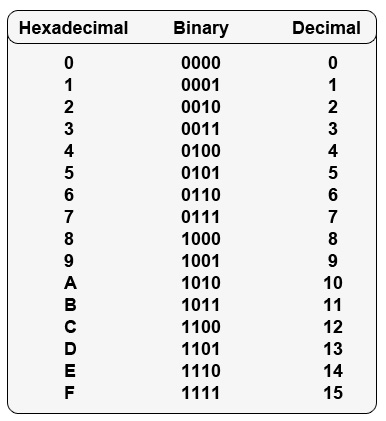 Hexadecimal Binary Decimal
0 0000 0
1 0001 1
2 0010 2
3 0011 3
4 0100 4
5 0101 5
6 0110 6
7 0111 7
8 1000 8
9 1001 9
A 1010 10
B 1011 11
C 1100 12
D 1101 13
E 1110 14
F 1111 15